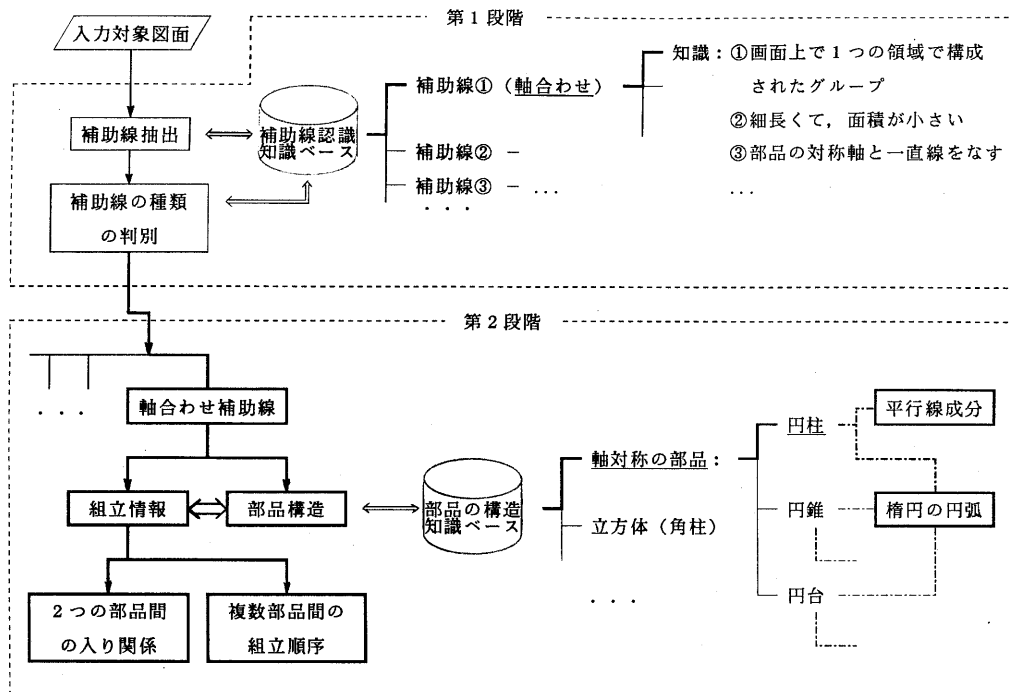 第1段階
入力対象図面
補助線抽出
補助線の種類
の判別
補助線認識
知識ベース
補助線①（軸合わせ）
補助線② −
補助線③ − ...
. . .
知識：①画面上で1つの領域で構成
されたグループ
②細長くて，面積が小さい
③部品の対称軸と一直線をなす
...
第2段階
. . .
軸合わせ補助線
組立情報
部品構造
2つの部品間
の入り関係
複数部品間の
組立順序
部品の構造
知識ベース
軸対称の部品：
立方体（角柱）
. . .
円柱
円錐
円台
平行線成分
楕円の円弧